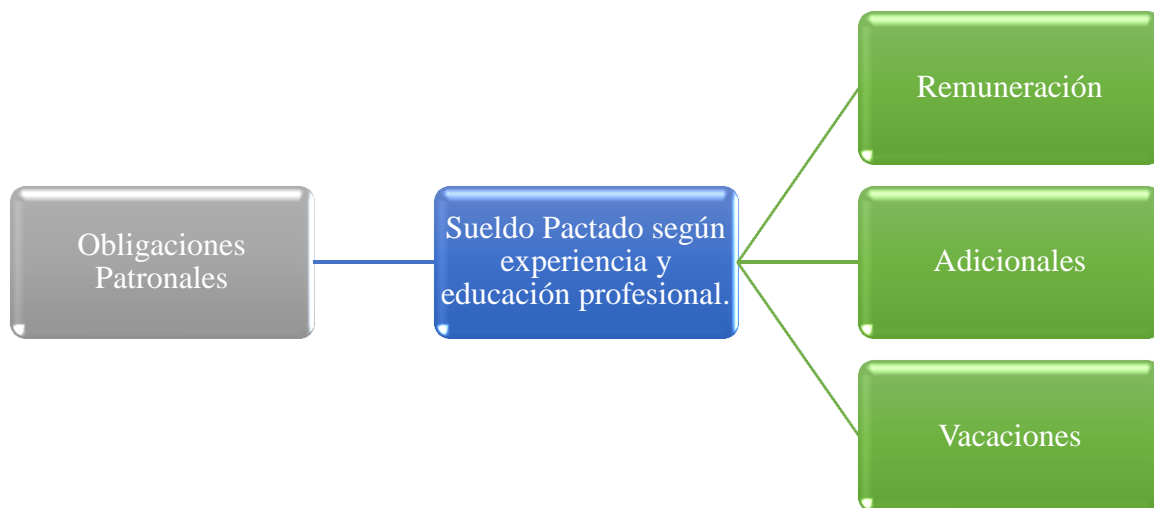 Obligaciones
Patronales
Sueldo Pactado según
experiencia y
educación profesional.
Remuneración
Adicionales
Vacaciones